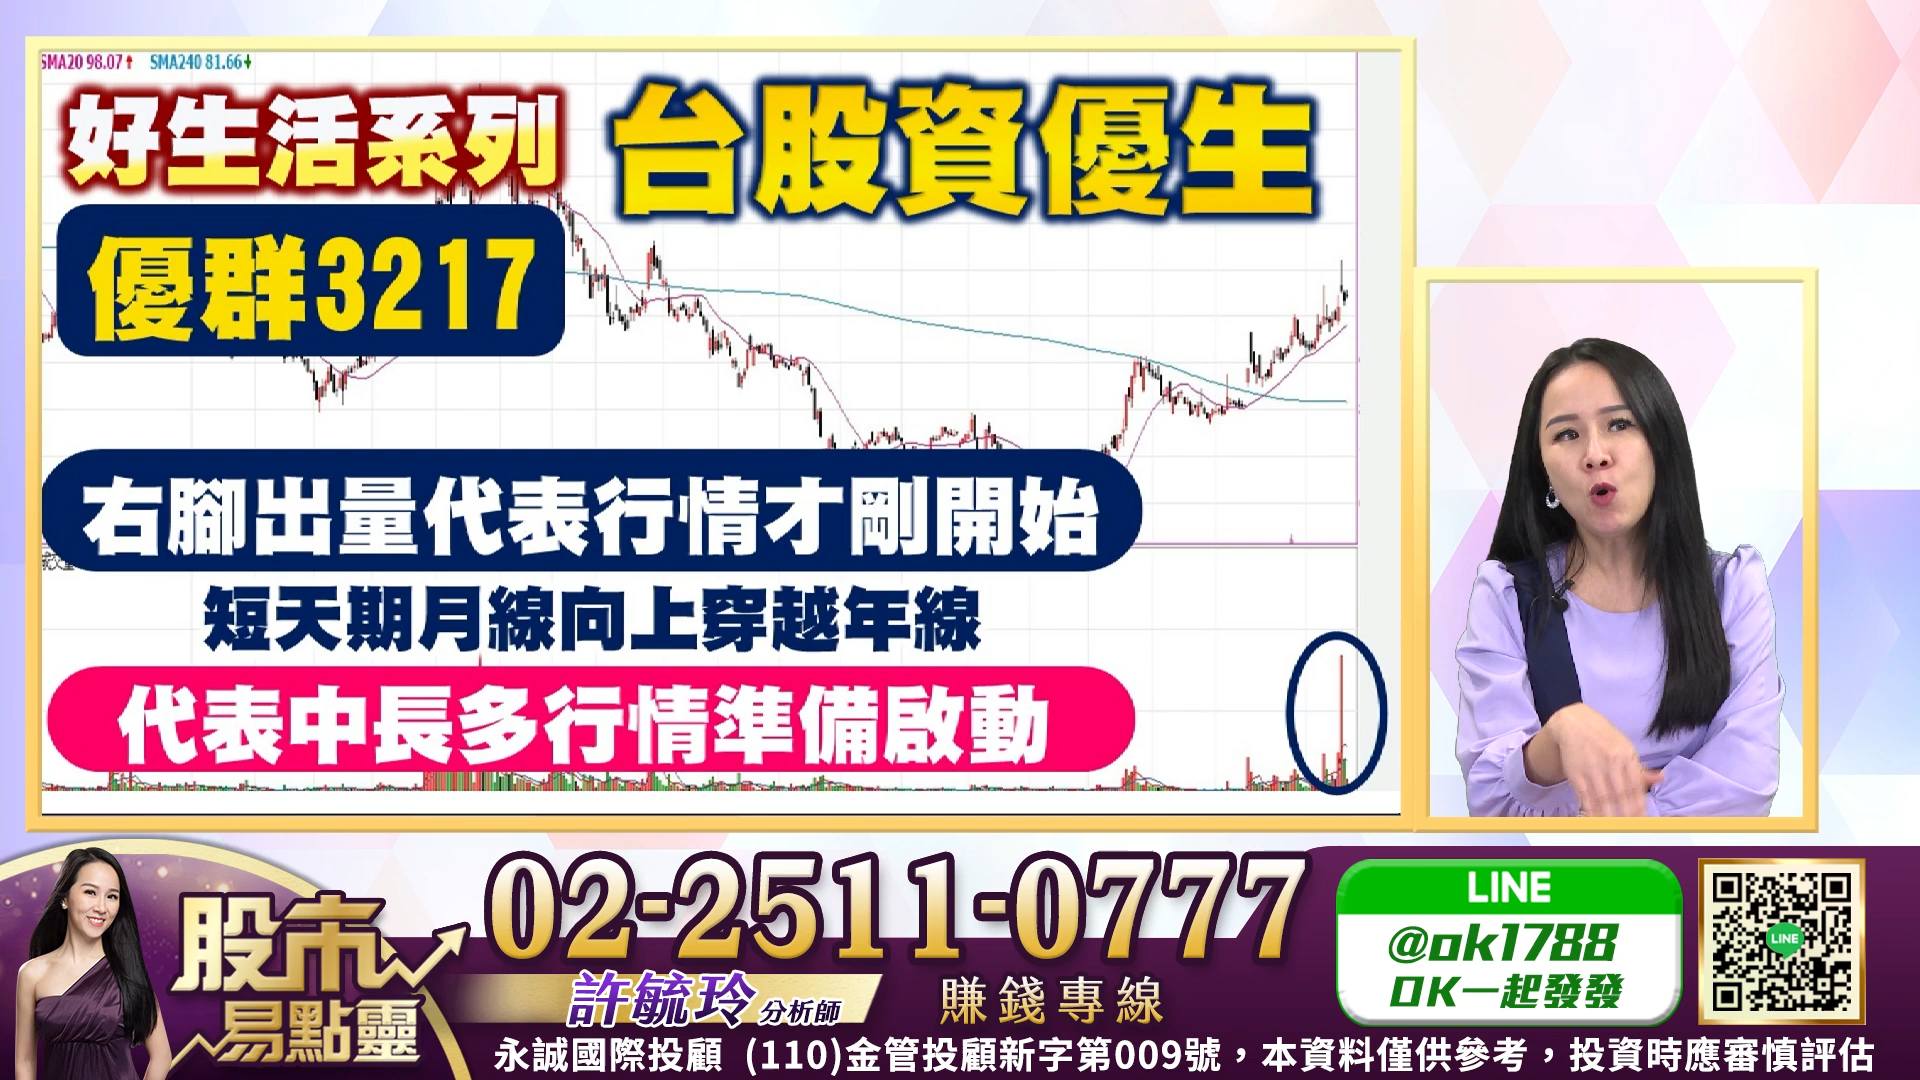 SMA20 98.07 SMA240 81.66
好生活系列
台股資優生
優群3217
右腳出量代表行情才剛開始
短天期月線向上穿越年線
代表中長多行情準備啟動
股市易點靈
02-2511-0777
許毓玲分析師
賺錢專線
LINE
@ok1788
OK一起發發
LINE
永誠國際投顧 (110)金管投顧新字第009號，本資料僅供參考，投資時應審慎評估